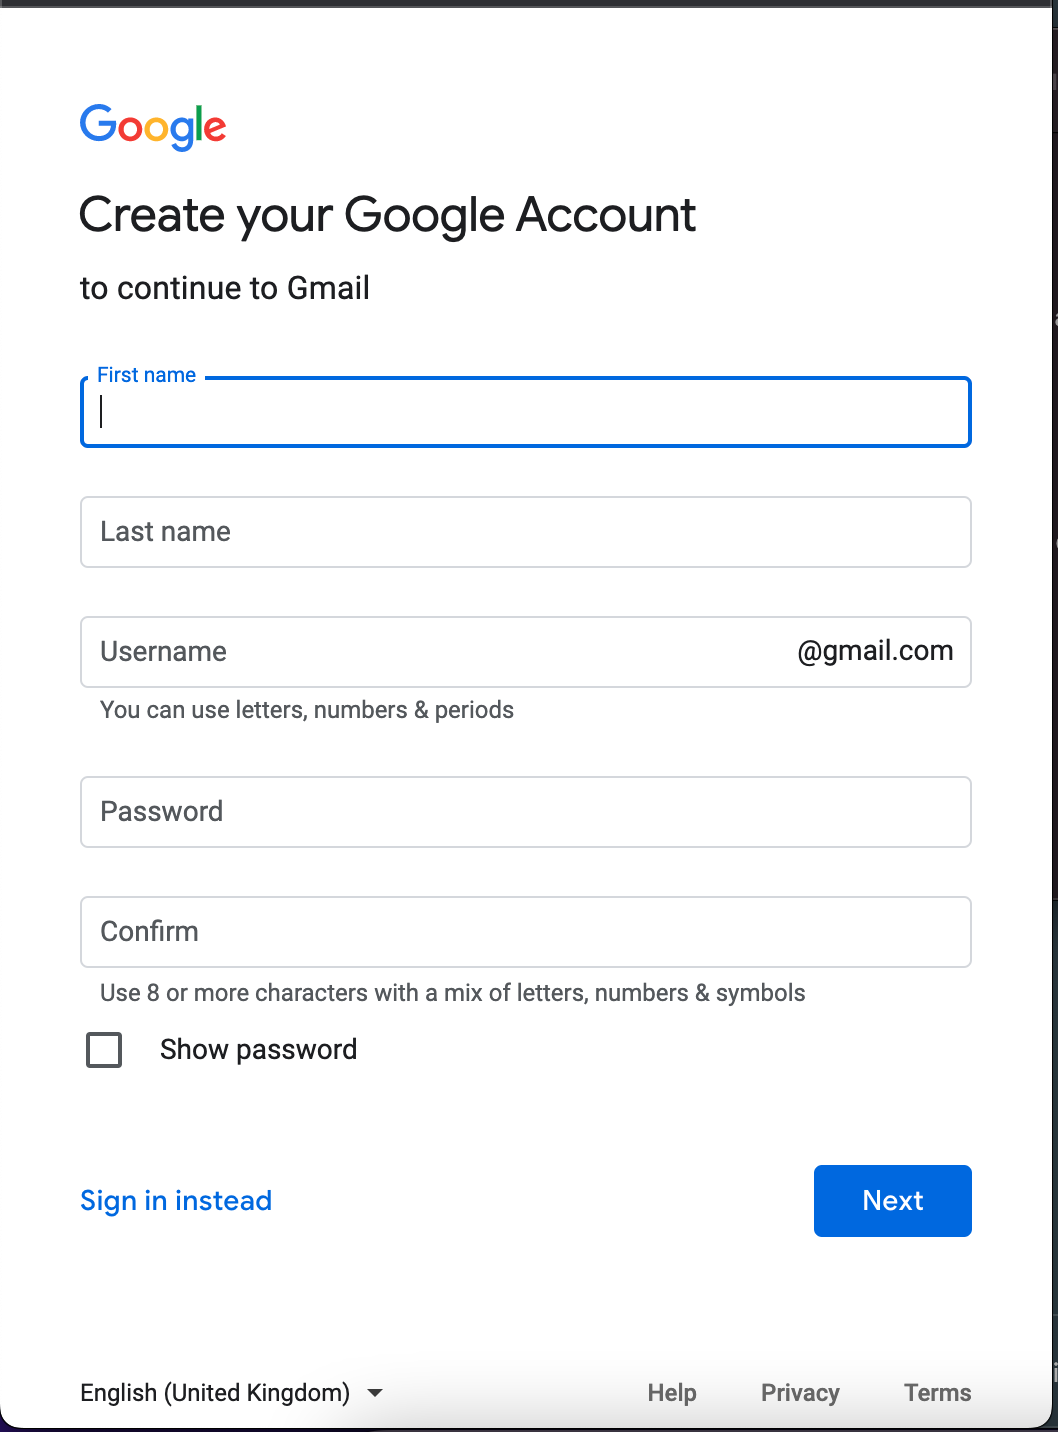 Google
Create your Google Account
to continue to Gmail
First name
Last name
Username @gmail.com
You can use letters, numbers & periods
Password
Confirm
Use 8 or more characters with a mix of letters, numbers & symbols
Show password
Sign in instead Next
English (United Kingdom) Help Privacy Terms